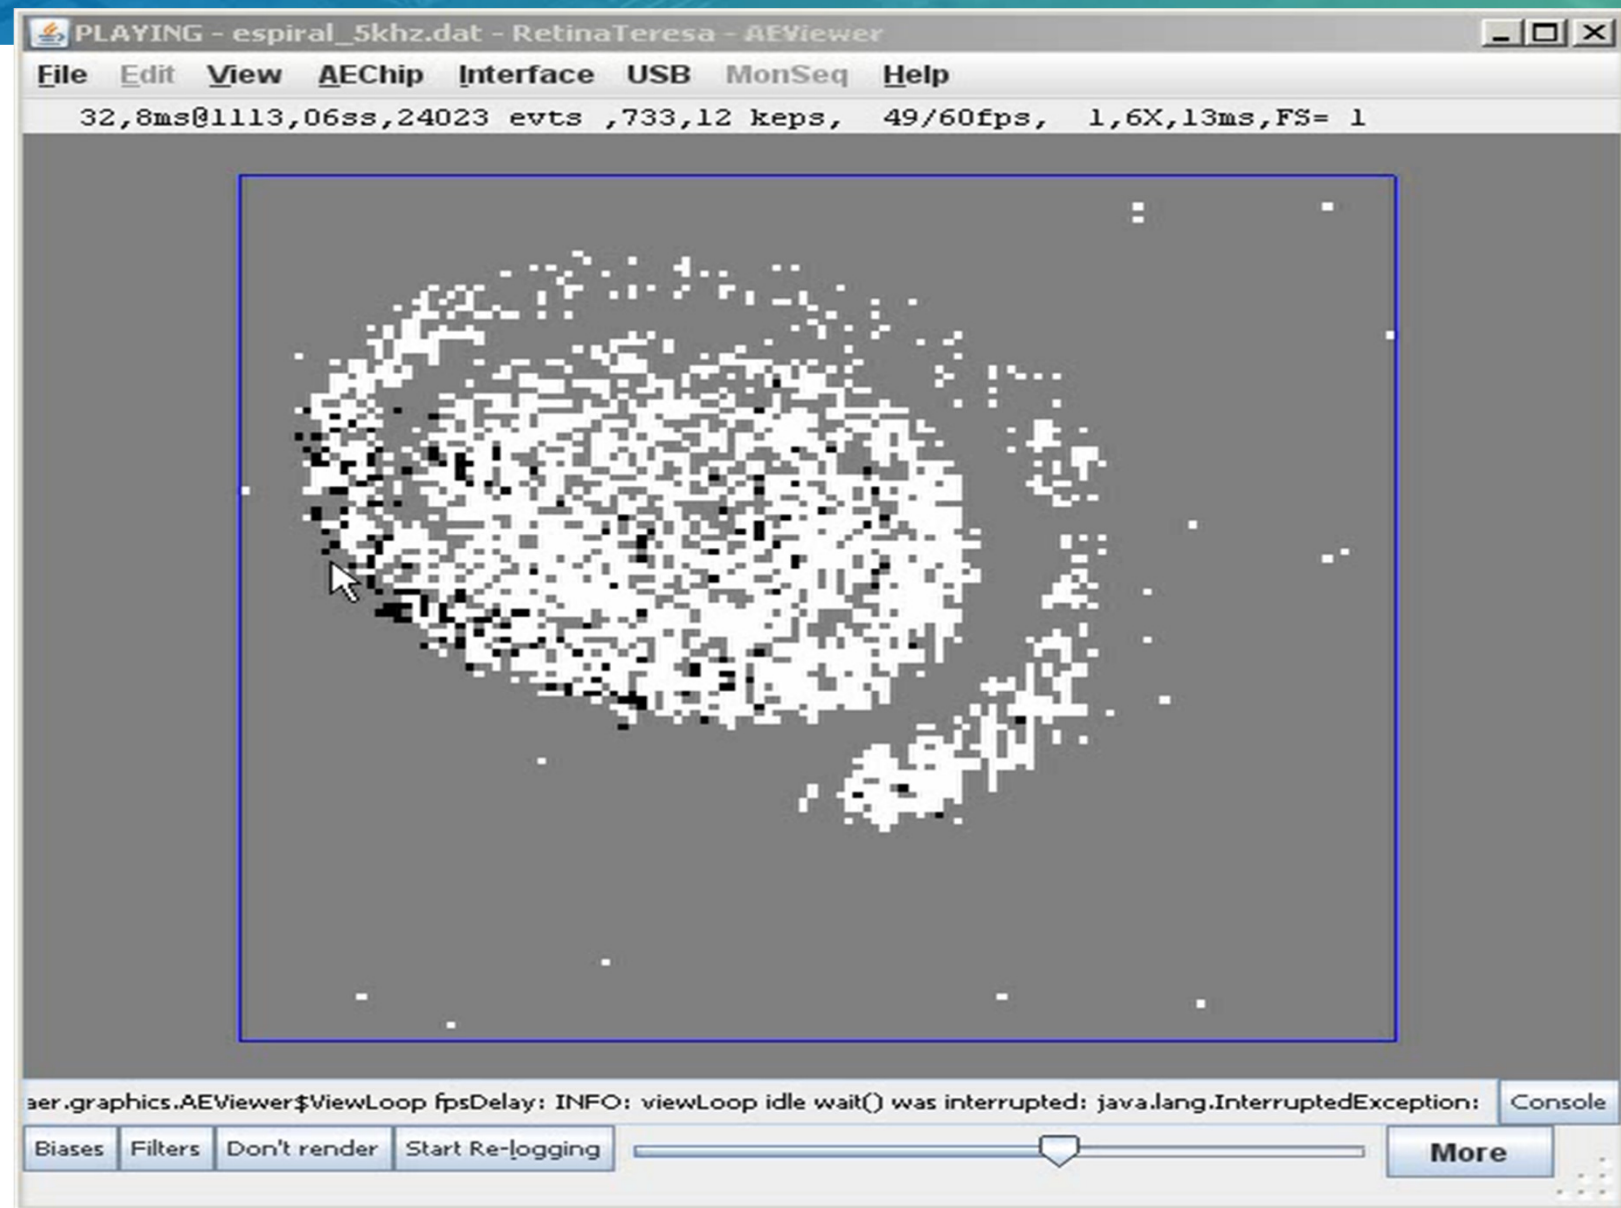 PLAYING - espiral_5khz.dat - RetinaTeresa - AEViewer
File Edit View AEChip Interface USB MonSeq Help
32,8ms@1113,06ss,24023 evts ,733,12 keps, 49/60fps, 1,6X,13ms,FS= 1
aer.graphics.AEViewer$ViewLoop fpsDelay: INFO: viewLoop idle wait() was interrupted: java.lang.InterruptedException: Console
Biases Filters Don't render Start Re-logging More